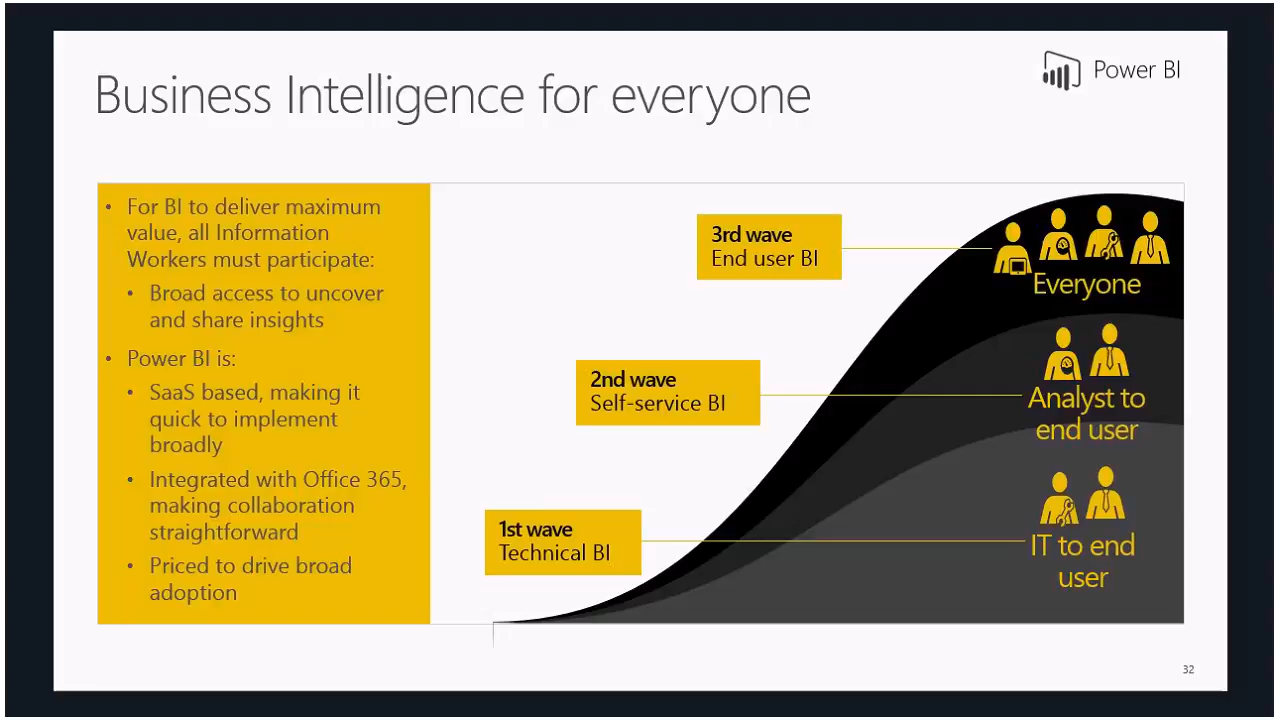 Business Intelligence for everyone
Power BI
• For BI to deliver maximum
value, all Information
Workers must participate:
• Broad access to uncover
and share insights
• Power BI is:
• SaaS based, making it
quick to implement
broadly
• Integrated with Office 365,
making collaboration
straightforward
• Priced to drive broad
adoption
3rd wave
End user BI
Everyone
2nd wave
Self-service BI
Analyst to
end user
1st wave
Technical BI
IT to end
user
32